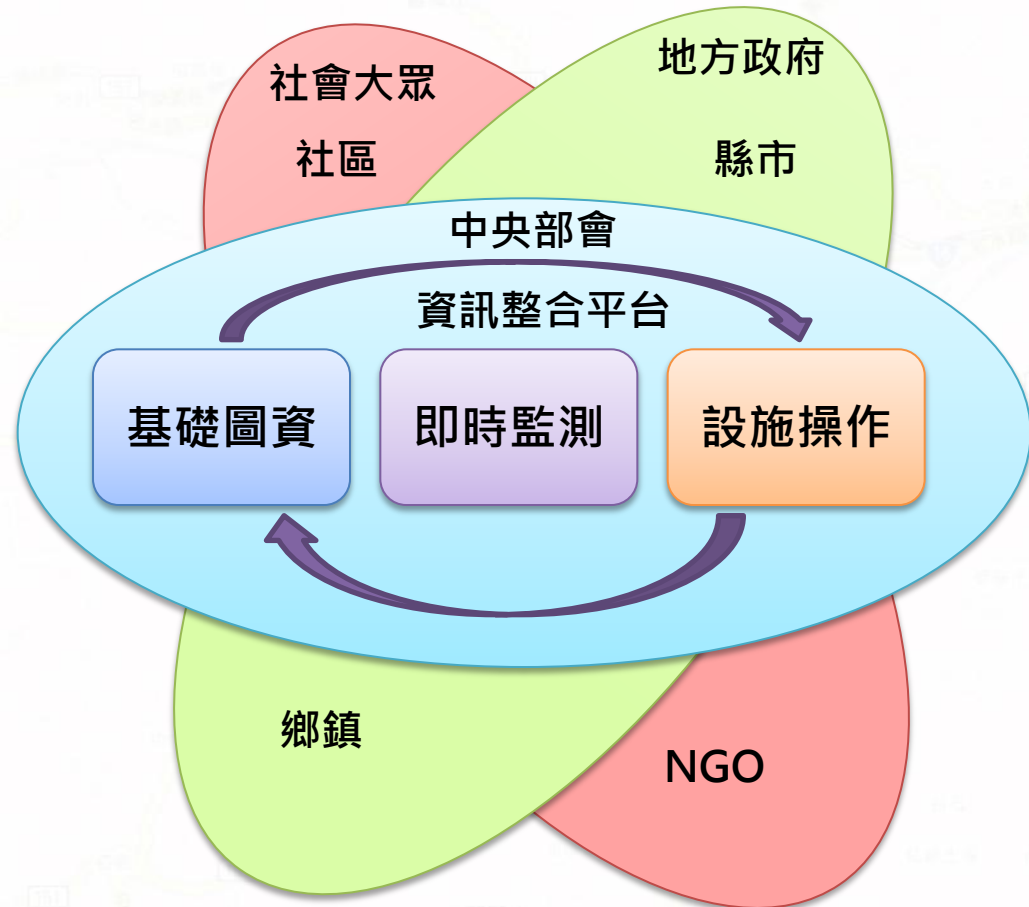 社會大眾
社區
地方政府
縣市
中央部會
資訊整合平台
基礎圖資
即時監測
設施操作
鄉鎮
NGO